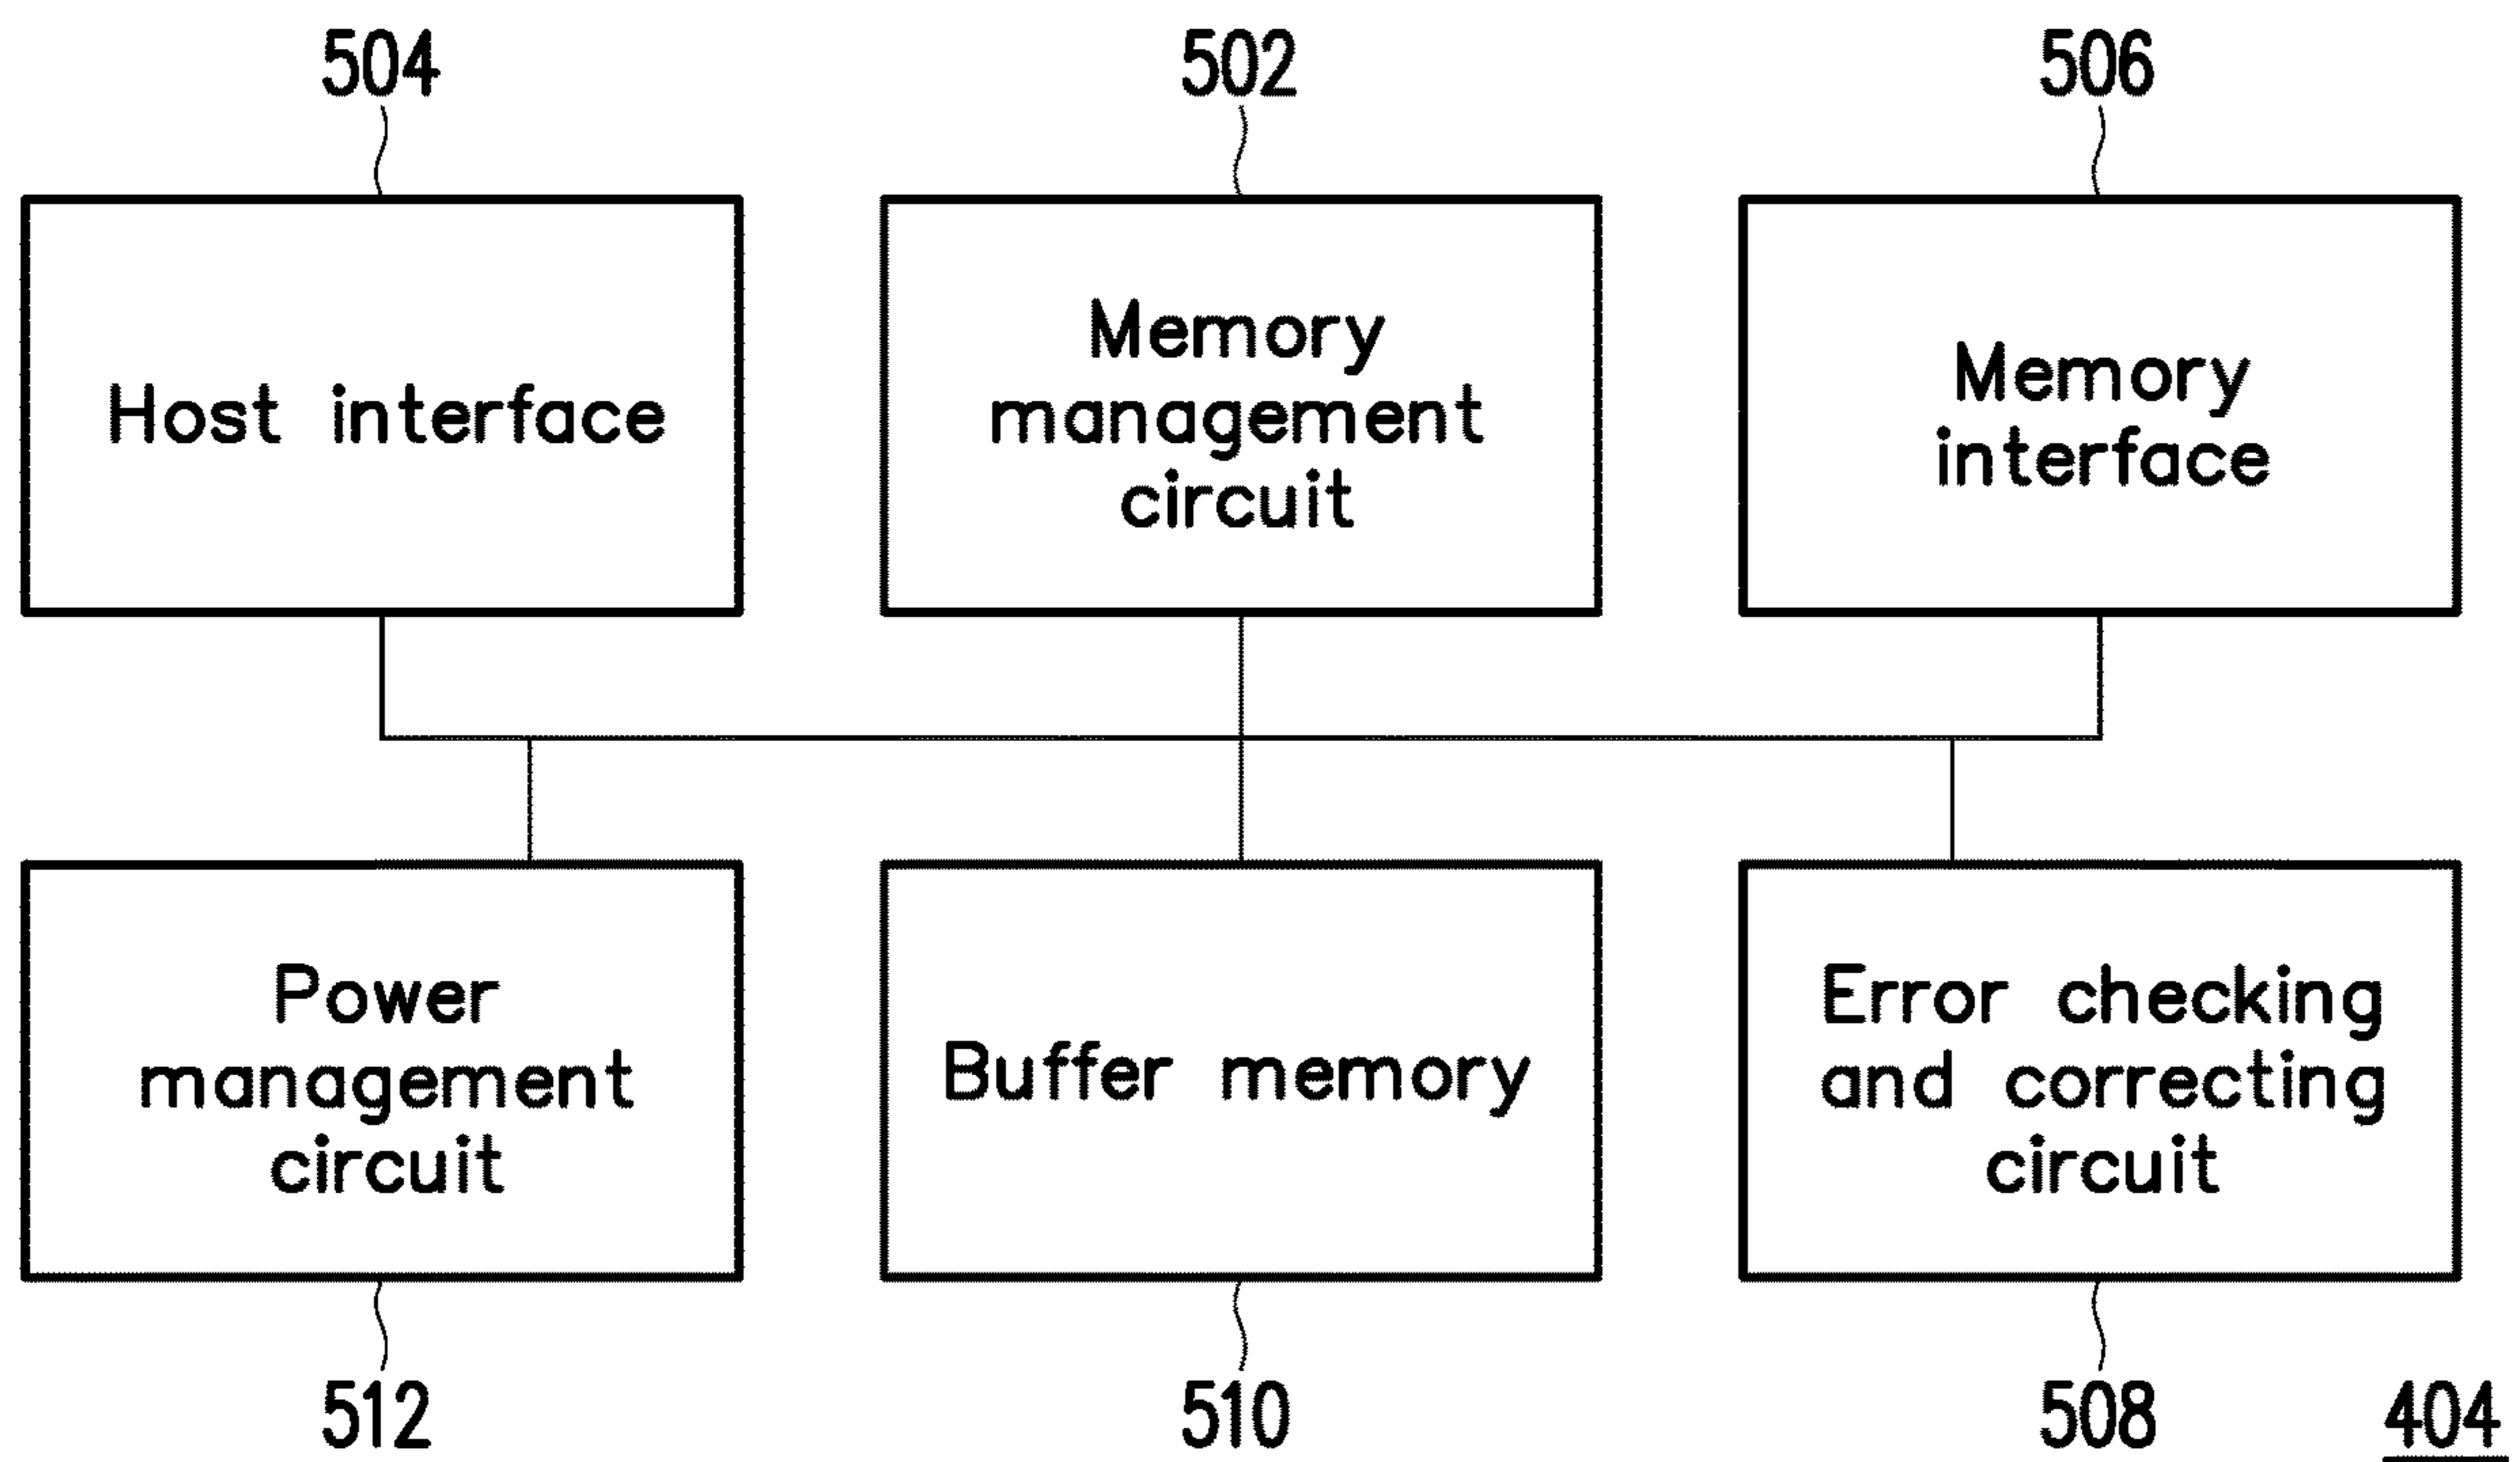 504
502
506
Host interface
Memory
management
circuit
Memory
interface
Power
management
circuit
Buffer memory
Error checking
and correcting
circuit
512
510
508
404